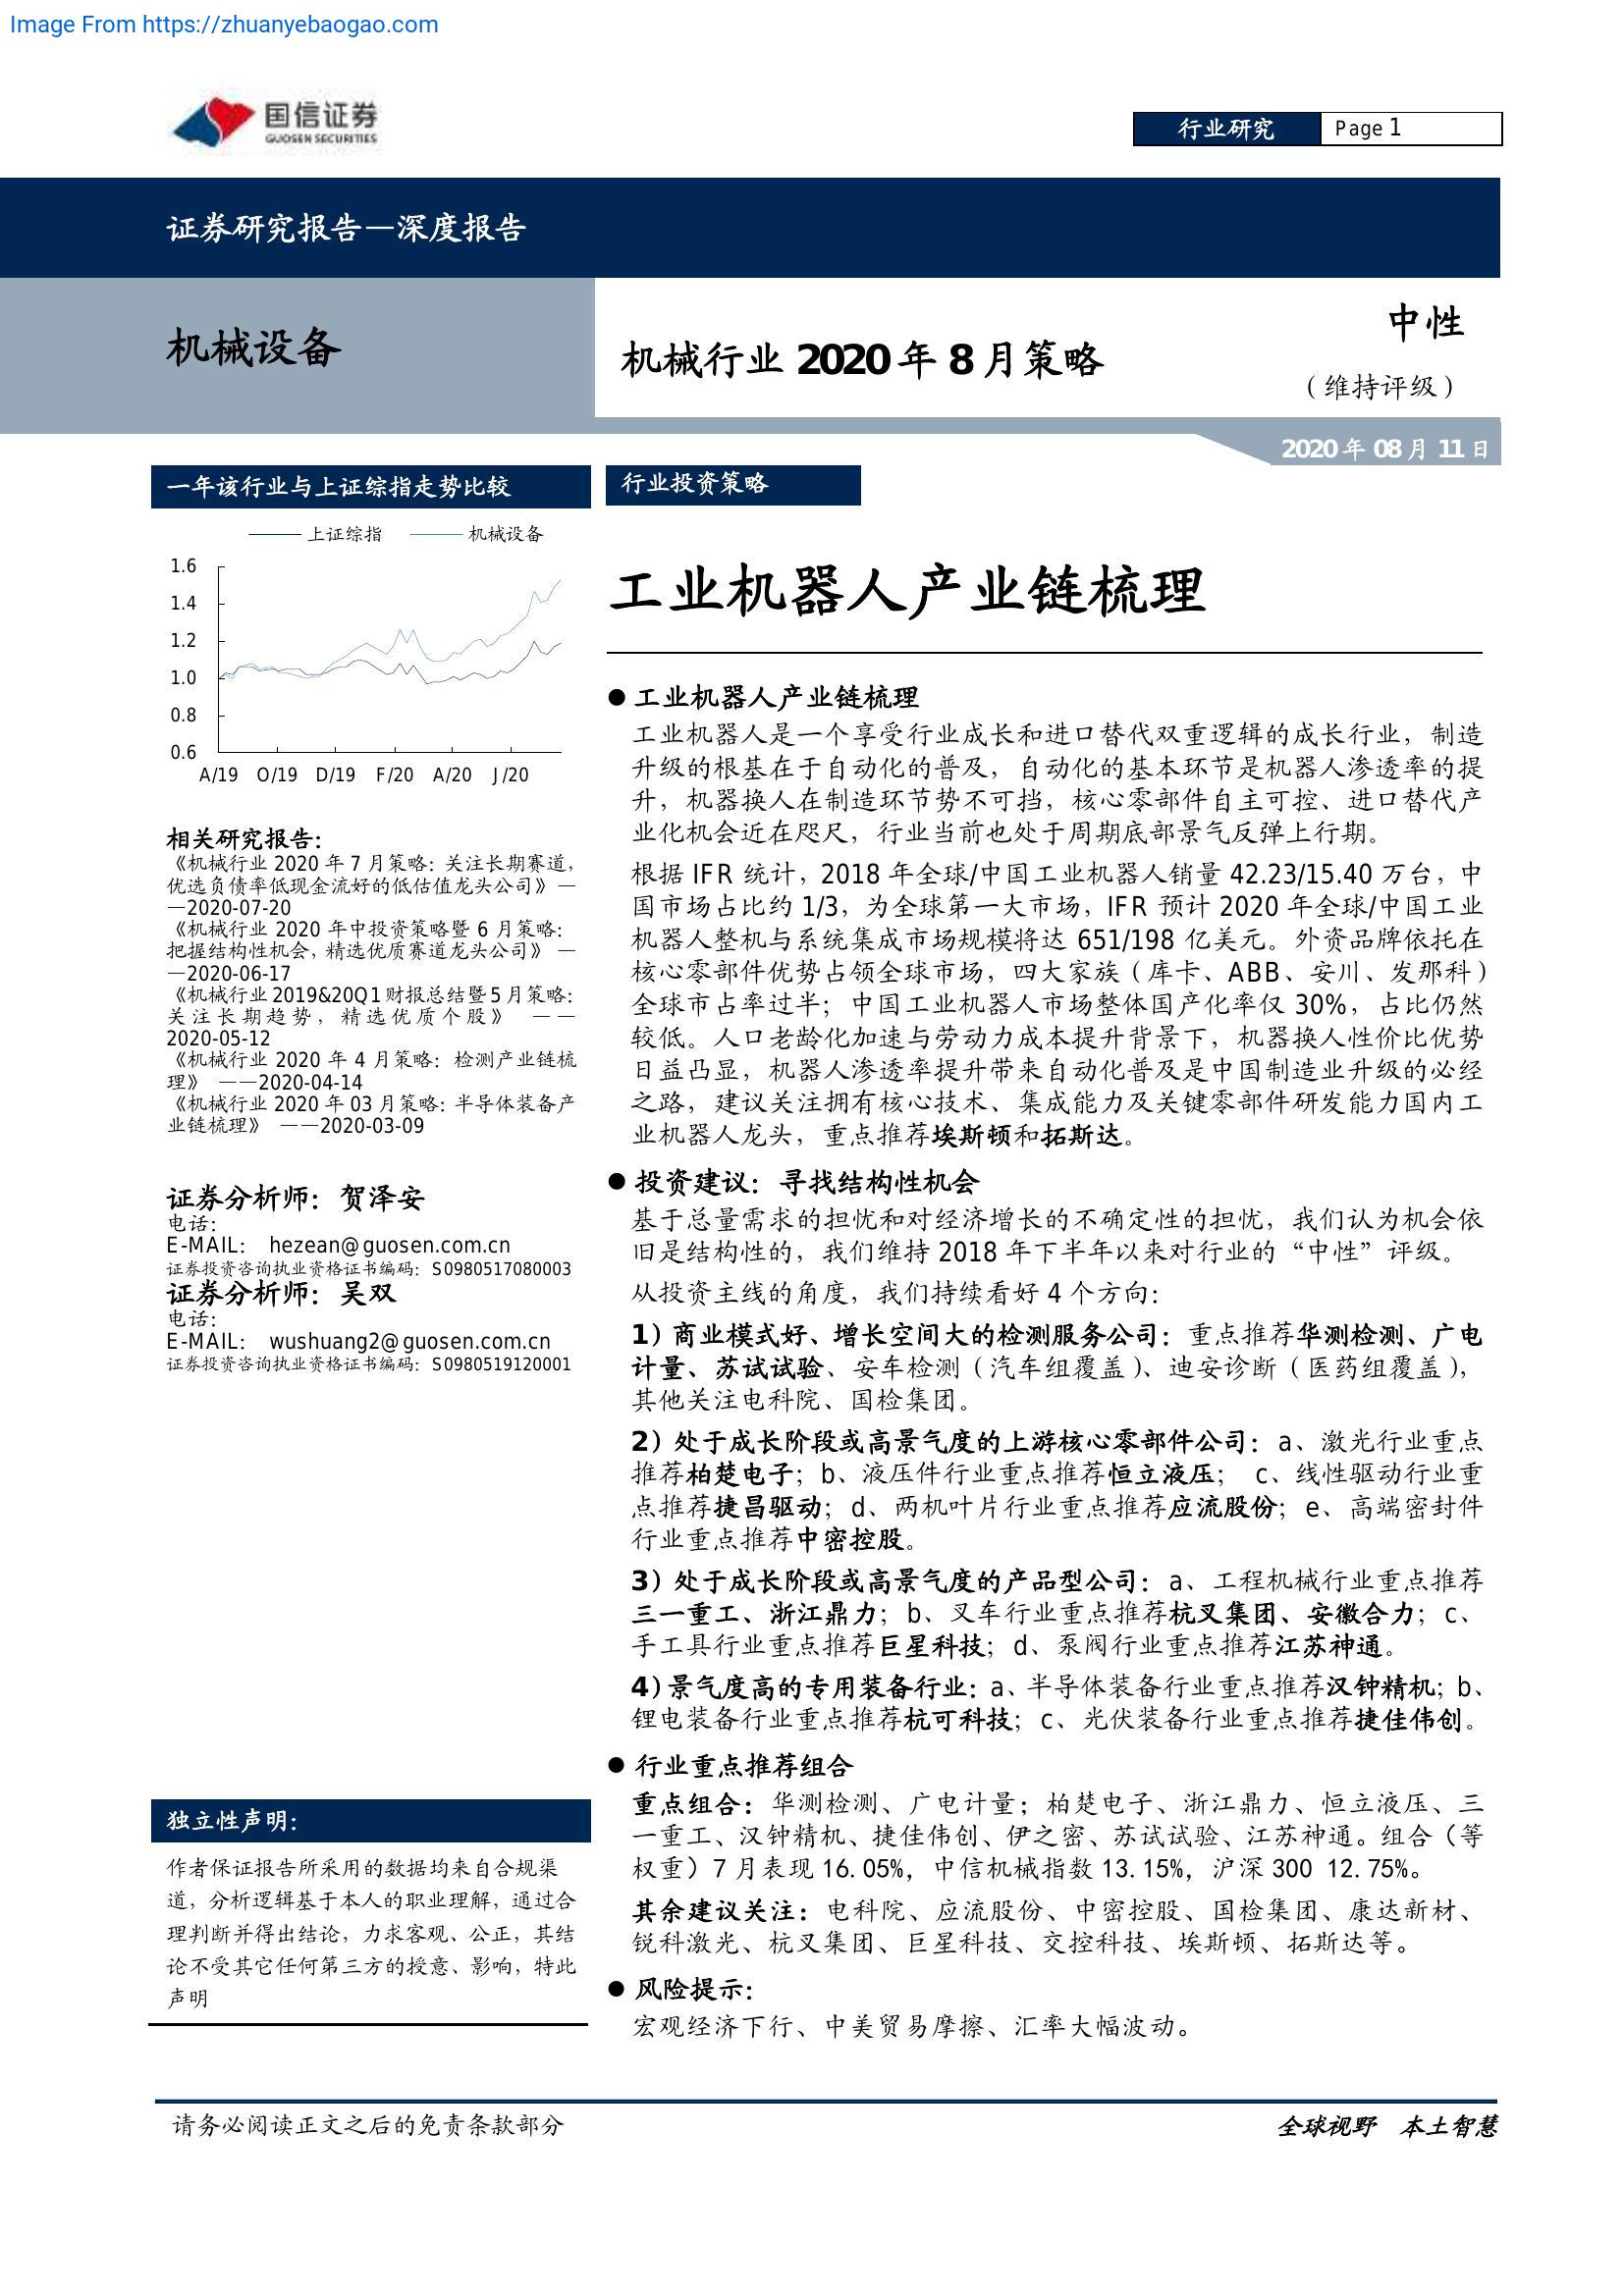 Image From https://zhuanyebaogao.com
国信证券
GUOSEN SECURITIES
行业研究
Page 1
证券研究报告—深度报告
机械设备
机械行业 2020 年 8 月策略
中性
（维持评级）
2020 年 08 月 11 日
一年该行业与上证综指走势比较
上证综指 机械设备
1.6
1.4
1.2
1.0
0.8
0.6
A/19 O/19 D/19 F/20 A/20 J/20
相关研究报告：
《机械行业 2020 年 7 月策略：关注长期赛道，
优选负债率低现金流好的低估值龙头公司》—
—2020-07-20
《机械行业 2020 年中投资策略暨 6 月策略：
把握结构性机会，精选优质赛道龙头公司》 —
—2020-06-17
《机械行业 2019&20Q1 财报总结暨 5 月策略：
关注长期趋势，精选优质个股》 ——
2020-05-12
《机械行业 2020 年 4 月策略：检测产业链梳
理》 ——2020-04-14
《机械行业 2020 年 03 月策略：半导体装备产
业链梳理》 ——2020-03-09
证券分析师：贺泽安
电话：
E-MAIL： hezean@guosen.com.cn
证券投资咨询执业资格证书编码：S0980517080003
证券分析师：吴双
电话：
E-MAIL： wushuang2@guosen.com.cn
证券投资咨询执业资格证书编码：S0980519120001
独立性声明：
作者保证报告所采用的数据均来自合规渠
道，分析逻辑基于本人的职业理解，通过合
理判断并得出结论，力求客观、公正，其结
论不受其它任何第三方的授意、影响，特此
声明
行业投资策略
工业机器人产业链梳理
● 工业机器人产业链梳理
工业机器人是一个享受行业成长和进口替代双重逻辑的成长行业，制造
升级的根基在于自动化的普及，自动化的基本环节是机器人渗透率的提
升，机器换人在制造环节势不可挡，核心零部件自主可控、进口替代产
业化机会近在咫尺，行业当前也处于周期底部景气反弹上行期。
根据 IFR 统计，2018 年全球/中国工业机器人销量 42.23/15.40 万台，中
国市场占比约 1/3，为全球第一大市场，IFR 预计 2020 年全球/中国工业
机器人整机与系统集成市场规模将达 651/198 亿美元。外资品牌依托在
核心零部件优势占领全球市场，四大家族（库卡、ABB、安川、发那科）
全球市占率过半；中国工业机器人市场整体国产化率仅 30%，占比仍然
较低。人口老龄化加速与劳动力成本提升背景下，机器换人性价比优势
日益凸显，机器人渗透率提升带来自动化普及是中国制造业升级的必经
之路，建议关注拥有核心技术、集成能力及关键零部件研发能力国内工
业机器人龙头，重点推荐埃斯顿和拓斯达。
● 投资建议：寻找结构性机会
基于总量需求的担忧和对经济增长的不确定性的担忧，我们认为机会依
旧是结构性的，我们维持 2018 年下半年以来对行业的“中性”评级。
从投资主线的角度，我们持续看好 4 个方向：
1）商业模式好、增长空间大的检测服务公司：重点推荐华测检测、广电
计量、苏试试验、安车检测（汽车组覆盖）、迪安诊断（医药组覆盖），
其他关注电科院、国检集团。
2）处于成长阶段或高景气度的上游核心零部件公司：a、激光行业重点
推荐柏楚电子；b、液压件行业重点推荐恒立液压； c、线性驱动行业重
点推荐捷昌驱动；d、两机叶片行业重点推荐应流股份；e、高端密封件
行业重点推荐中密控股。
3）处于成长阶段或高景气度的产品型公司：a、工程机械行业重点推荐
三一重工、浙江鼎力；b、叉车行业重点推荐杭叉集团、安徽合力；c、
手工具行业重点推荐巨星科技；d、泵阀行业重点推荐江苏神通。
4）景气度高的专用装备行业：a、半导体装备行业重点推荐汉钟精机；b、
锂电装备行业重点推荐杭可科技；c、光伏装备行业重点推荐捷佳伟创。
● 行业重点推荐组合
重点组合：华测检测、广电计量；柏楚电子、浙江鼎力、恒立液压、三
一重工、汉钟精机、捷佳伟创、伊之密、苏试试验、江苏神通。组合（等
权重）7 月表现 16.05%，中信机械指数 13.15%，沪深 300 12.75%。
其余建议关注：电科院、应流股份、中密控股、国检集团、康达新材、
锐科激光、杭叉集团、巨星科技、交控科技、埃斯顿、拓斯达等。
● 风险提示：
宏观经济下行、中美贸易摩擦、汇率大幅波动。
请务必阅读正文之后的免责条款部分
全球视野 本土智慧